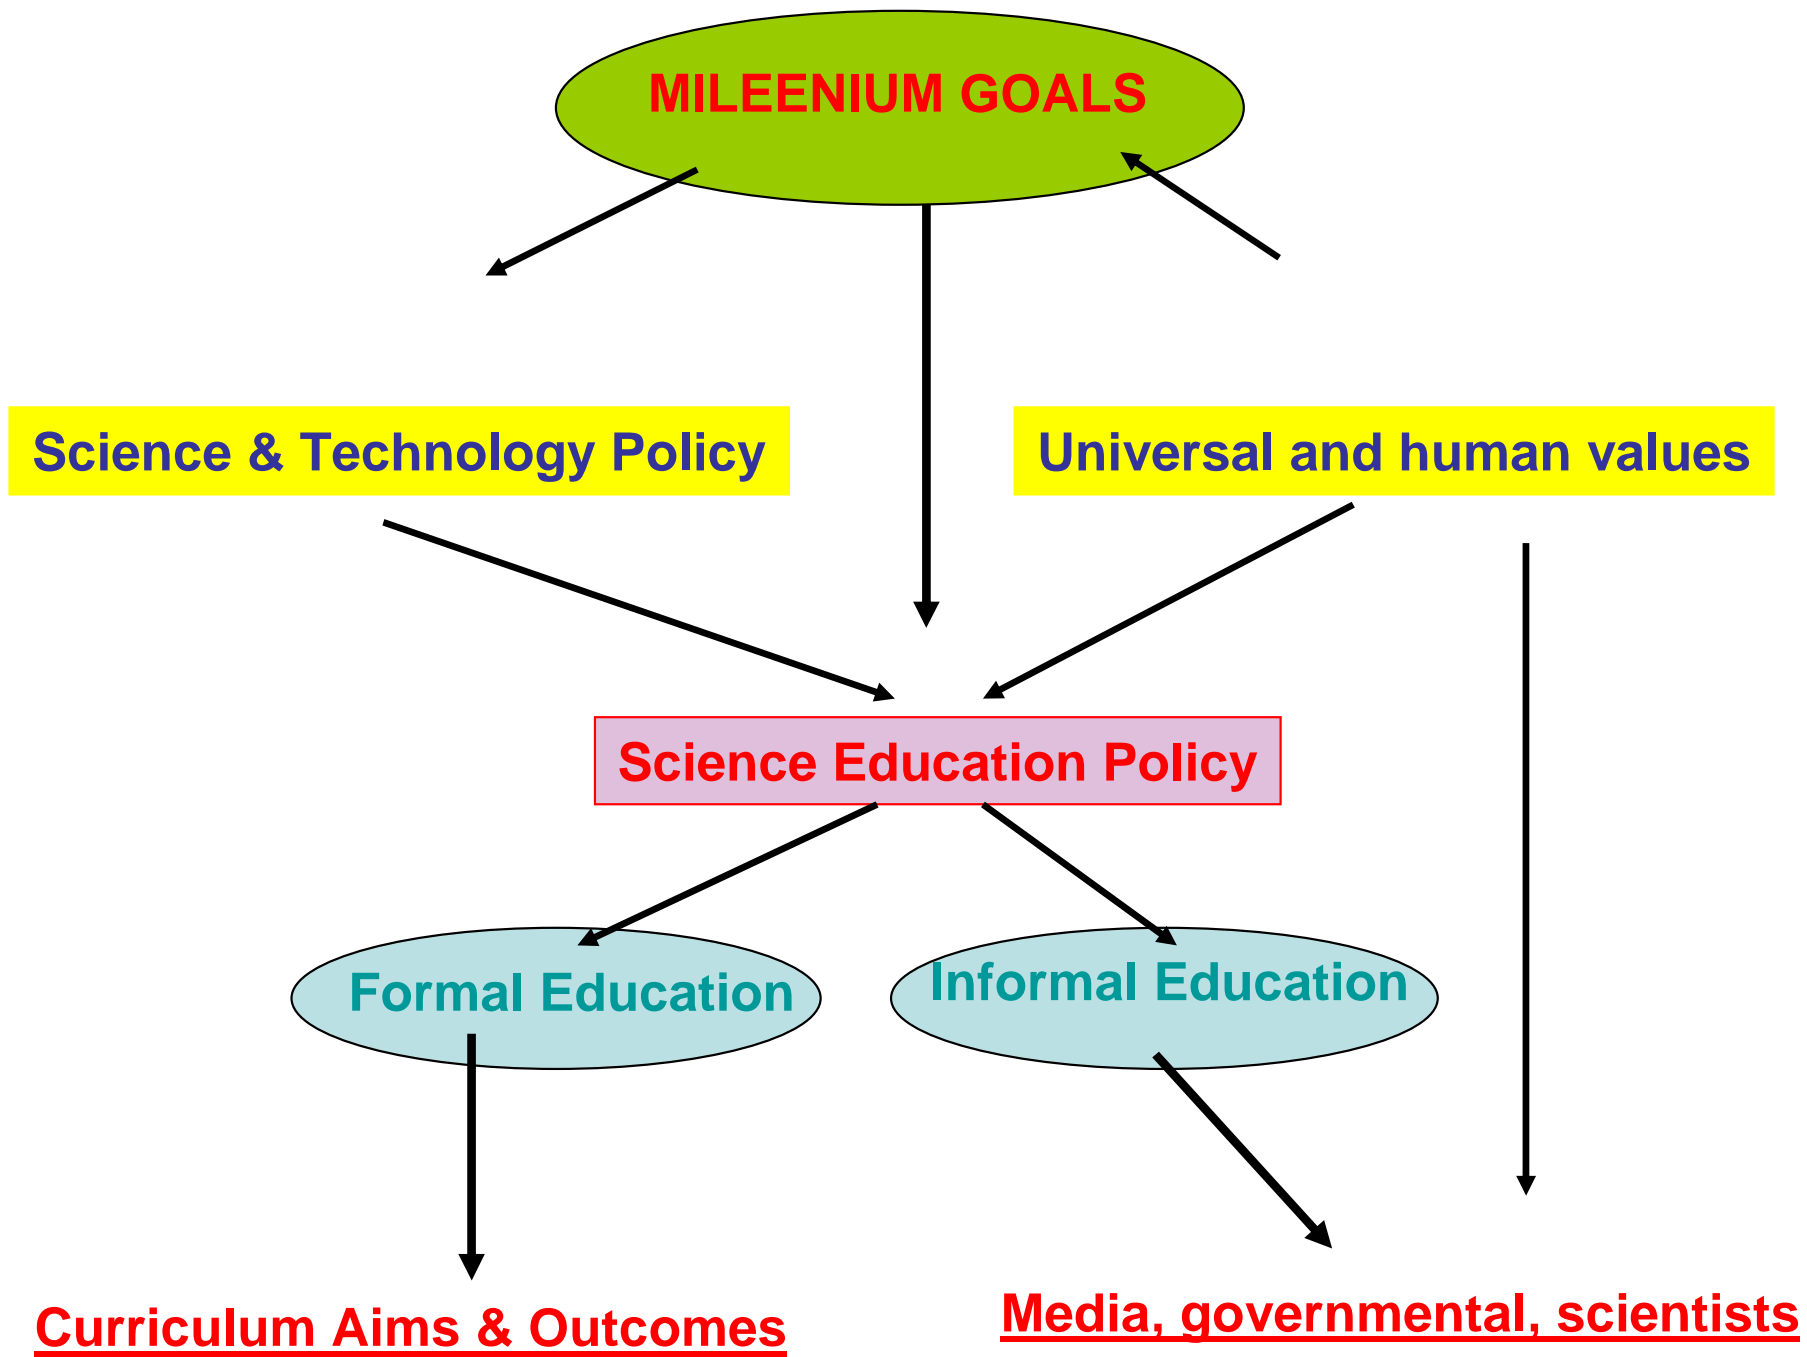 MILEENIUM GOALS
Science & Technology Policy
Universal and human values
Science Education Policy
Formal Education
Informal Education
Curriculum Aims & Outcomes
Media, governmental, scientists